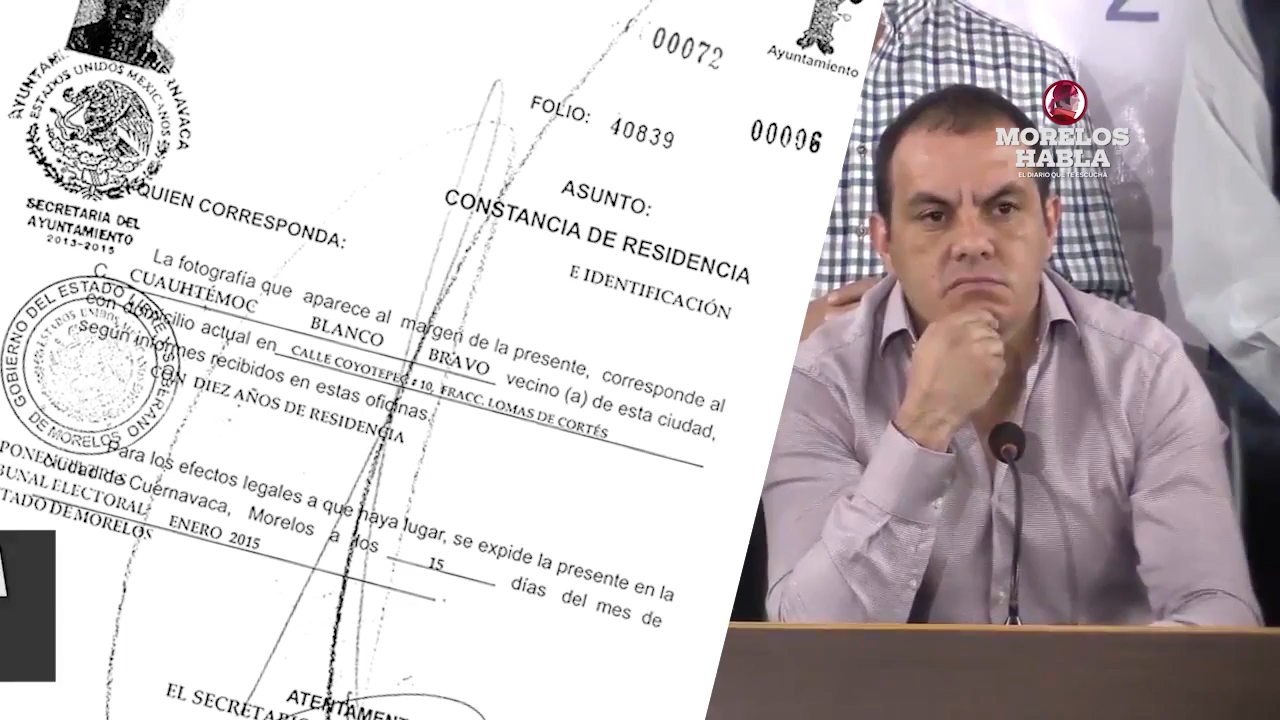 00072
Ayuntamiento
FOLIO: 40839
00096
ESTADOS UNIDOS MEXICANOS
SECRETARIA DEL
AYUNTAMIENTO
2013-2015
QUIEN CORRESPONDA:
ASUNTO:
CONSTANCIA DE RESIDENCIA
E IDENTIFICACIÓN
La fotografía que aparece al margen de la presente, corresponde al
C. CUAUHTÉMOC BLANCO BRAVO vecino (a) de esta ciudad,
con domicilio actual en CALLE COYOTEPEC # 10, FRACC. LOMAS DE CORTÉS
según informes recibidos en estas oficinas.
CON DIEZ AÑOS DE RESIDENCIA
GOBIERNO DEL ESTADO LIBRE Y SOBERANO
DE MORELOS
ESTADOS UNIDOS
Para los efectos legales a que haya lugar, se expide la presente en la
ciudad de Cuernavaca, Morelos a los 15 días del mes de
ENERO 2015
ELECTORAL
DE MORELOS
ATENTAMENT
EL SECRETARIO
MORELOS
HABLA
EL DIARIO QUE TE ESCUCHA